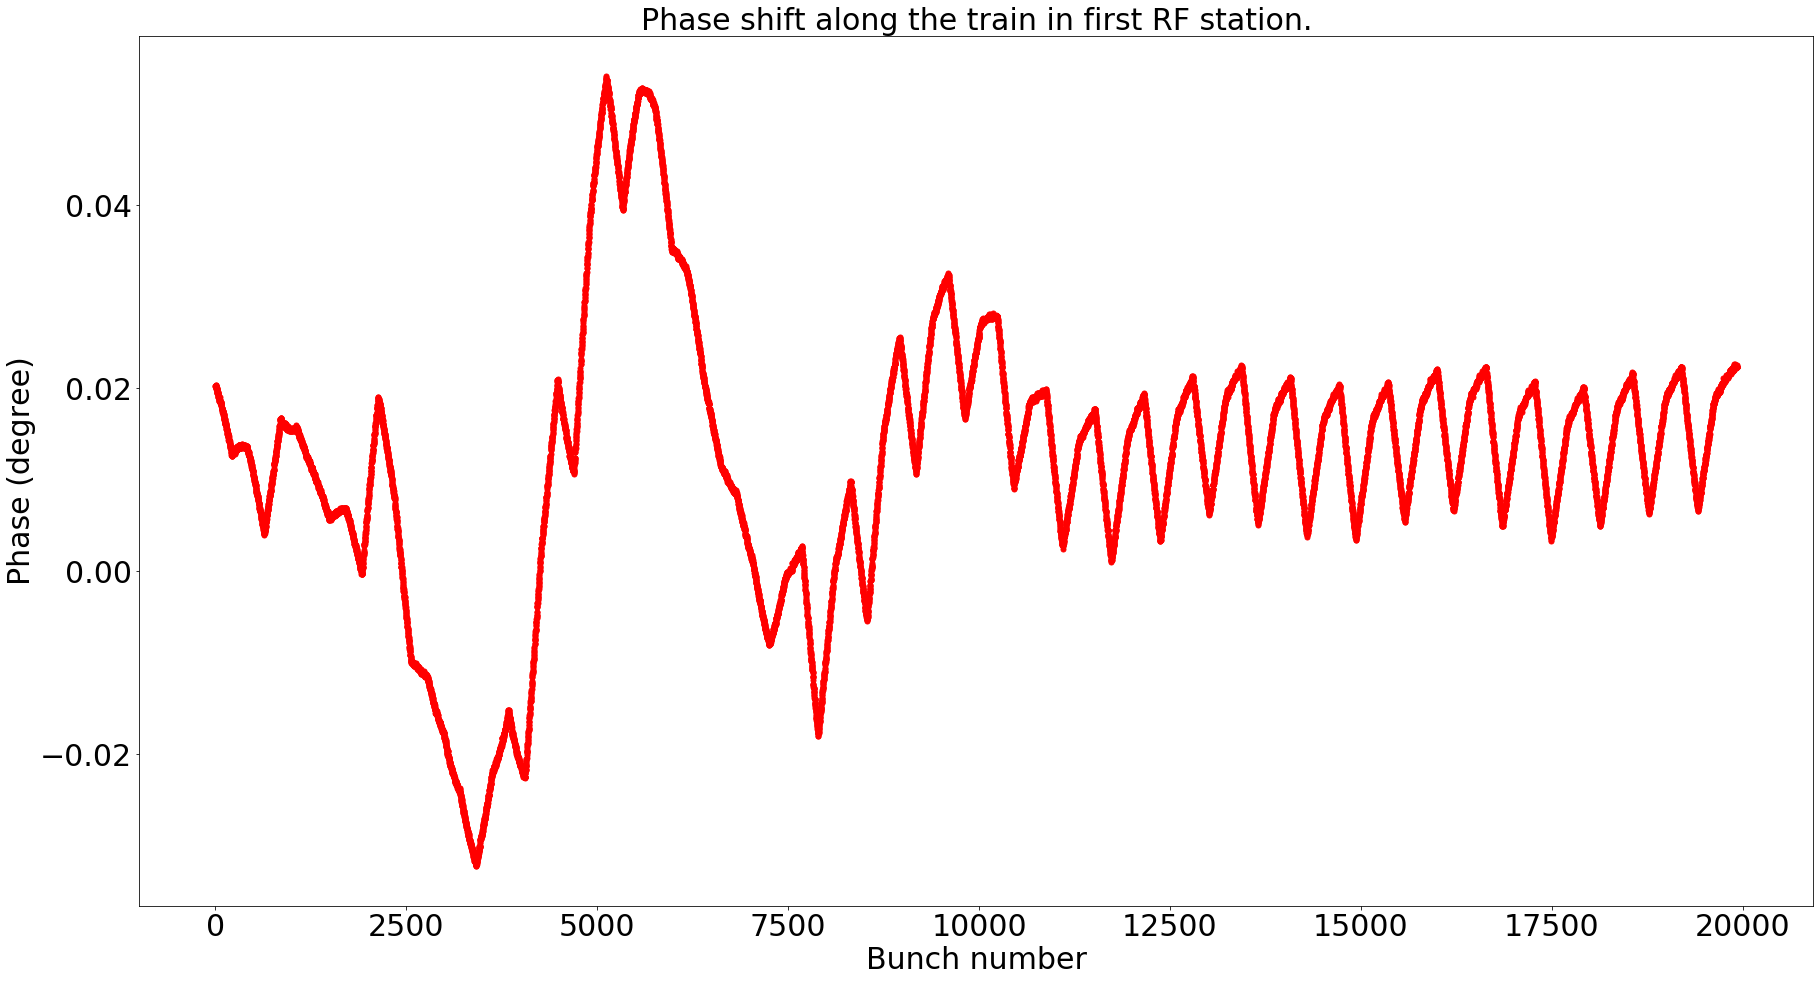 Phase shift along the train in first RF station.
Phase (degree)
0.04
0.02
0.00
−0.02
0 2500 5000 7500 10000 12500 15000 17500 20000
Bunch number